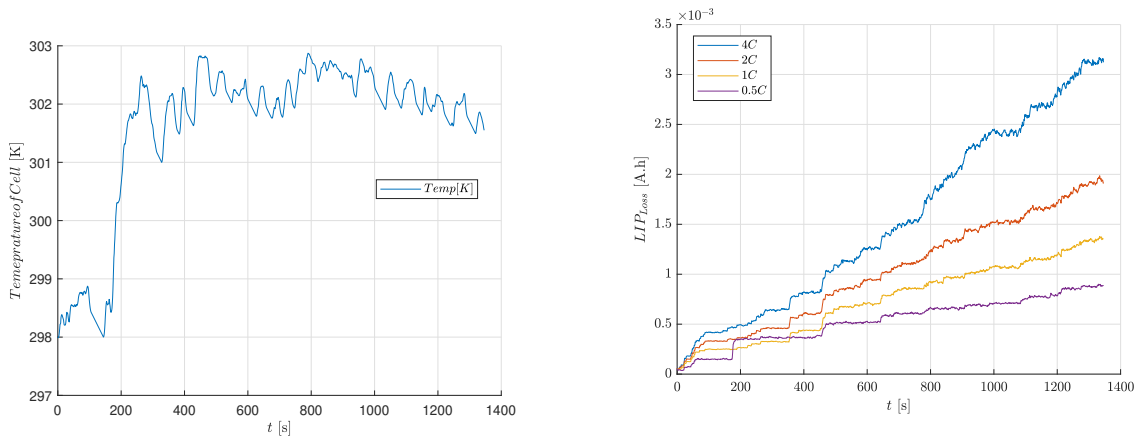 303
302
301
300
299
298
297
0 200 400 600 800 1000 1200 1400
t [s]
TemepratureofCell [K]
Temp[K]
×10⁻³
3.5
3
2.5
2
1.5
1
0.5
0
0 200 400 600 800 1000 1200 1400
t [s]
LIP_Loss [A.h]
4C
2C
1C
0.5C